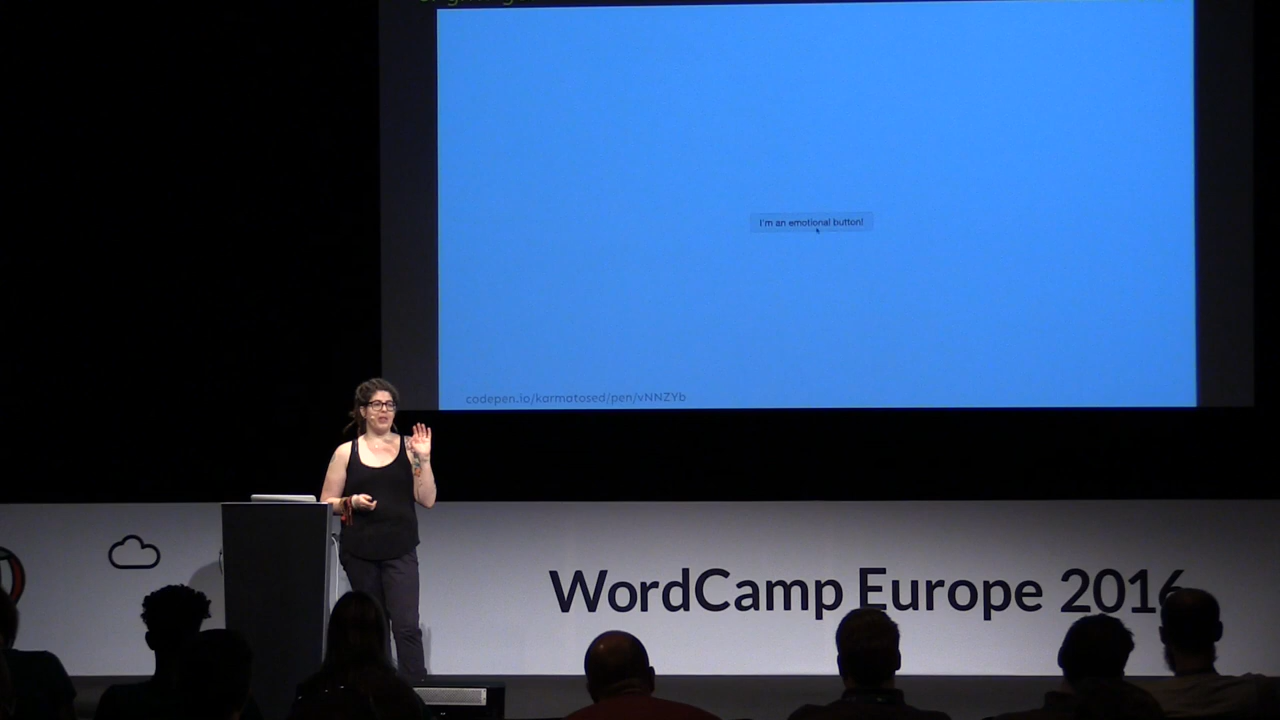 I'm an emotional button!
codepen.io/karmatosed/pen/vNNZYb
WordCamp Europe 2016